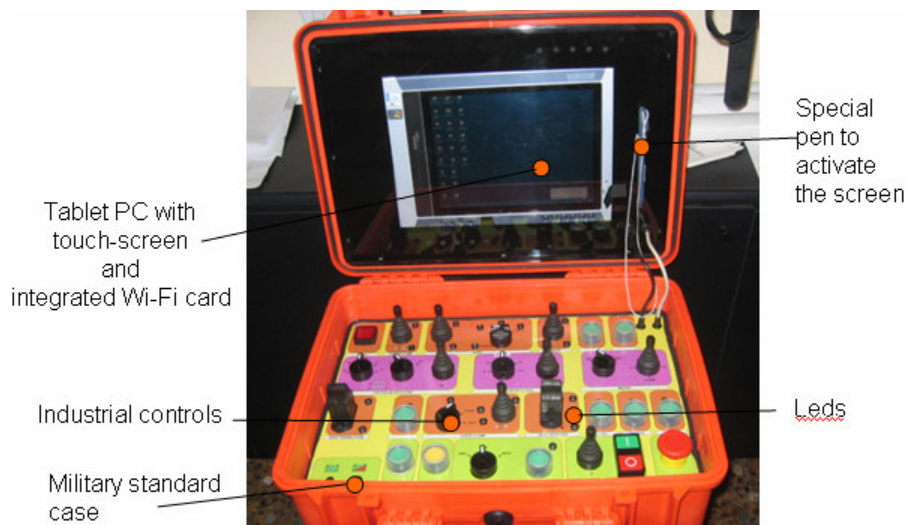 Special
pen to
activate
the screen
Tablet PC with
touch-screen
and
integrated Wi-Fi card
Industrial controls
Leds
Military standard
case